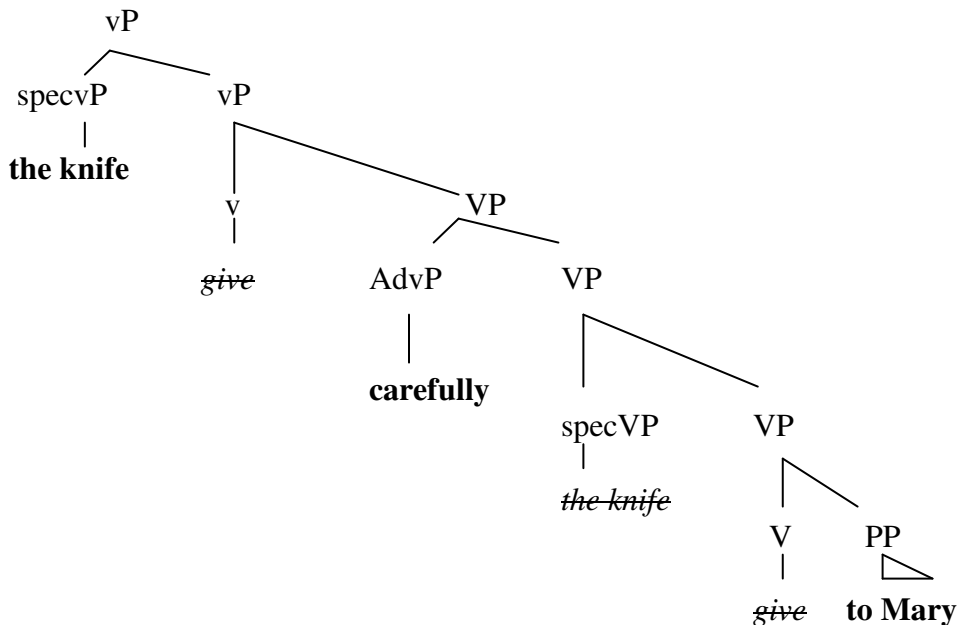 vP
specvP vP
the knife
v VP
give AdvP VP
carefully
specVP VP
the knife
V PP
give to Mary